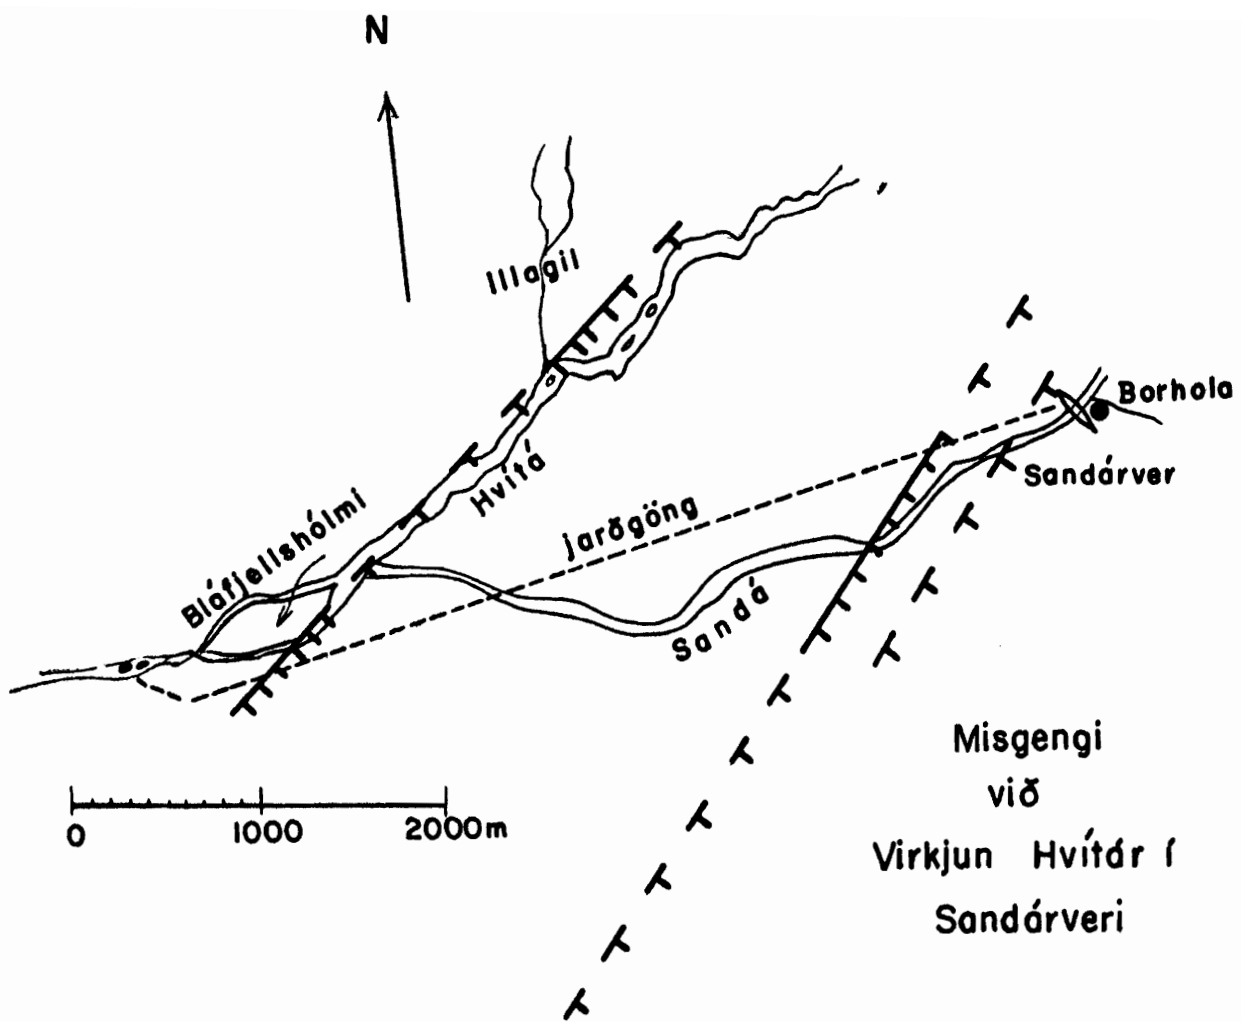 N
Illagil
Borhola
Sandárver
Hvítá
jarðgöng
Bláfjellshólmi
Sandá
0 1000 2000m
Misgengi
við
Virkjun Hvítár í
Sandárveri